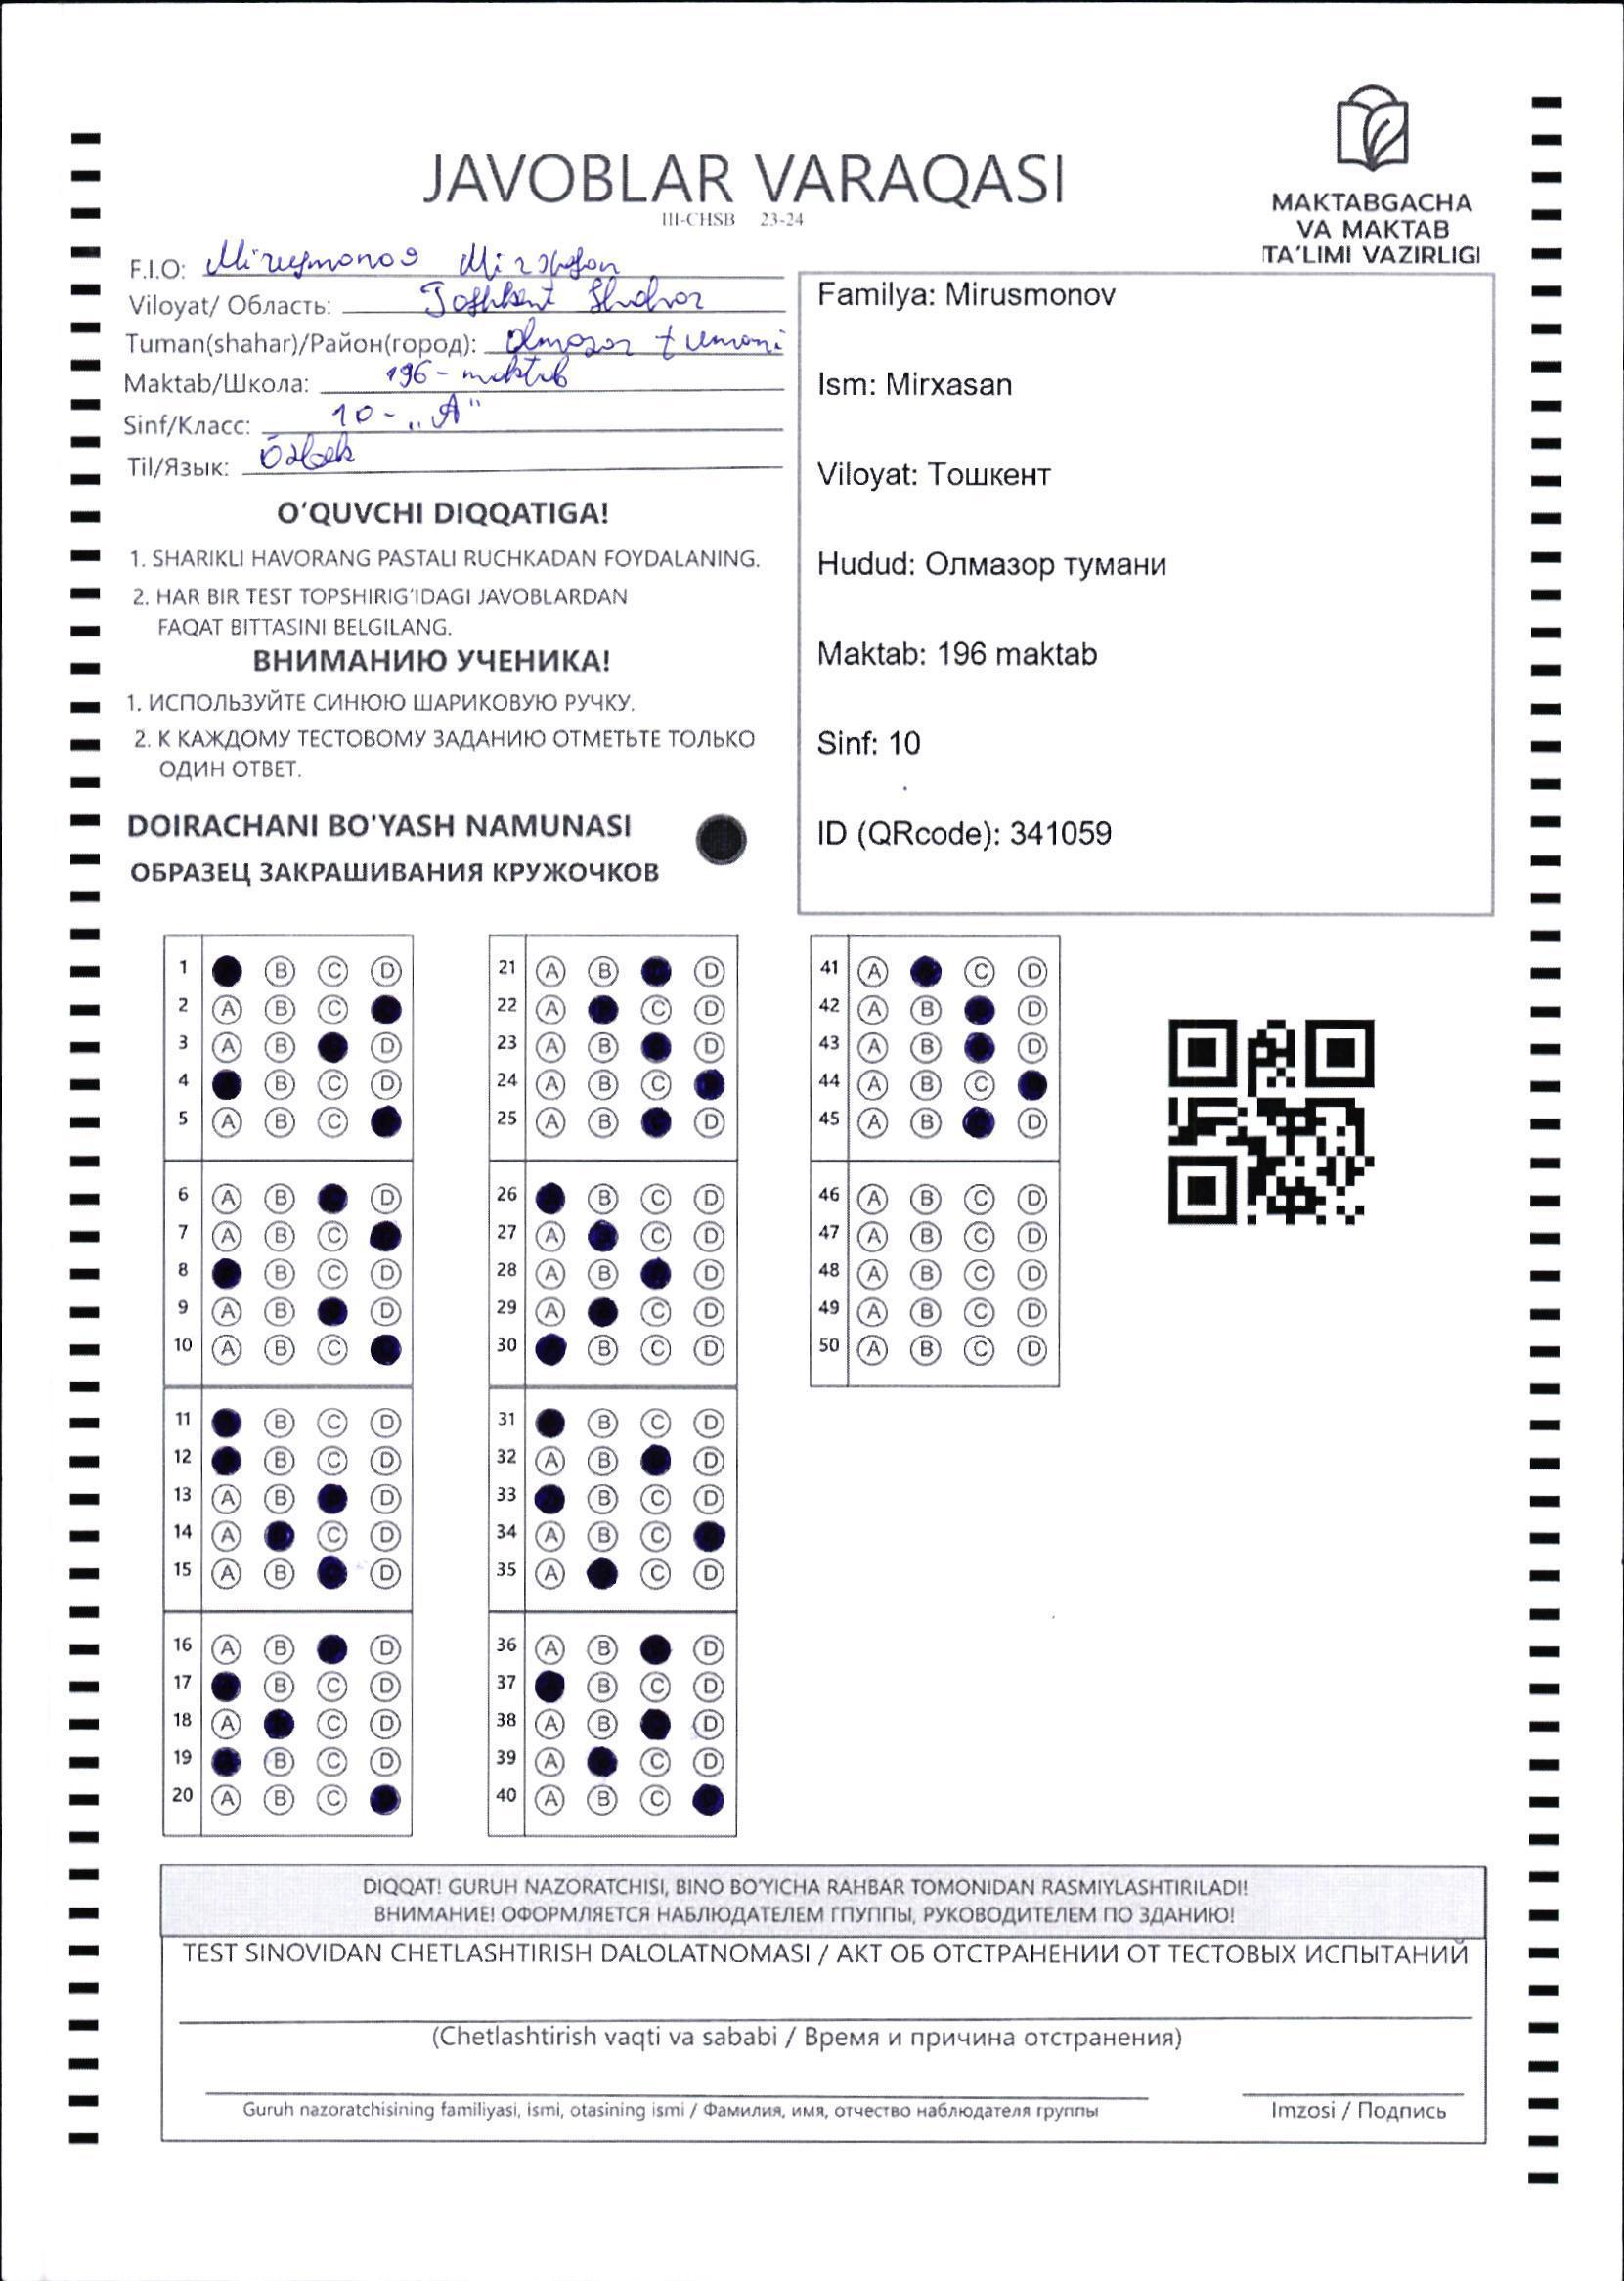 JAVOBLAR VARAQASI
III-CHSB 23-24
MAKTABGACHA
VA MAKTAB
TA'LIMI VAZIRLIGI
F.I.O: Mirusmonov
Viloyat/ Область: Toshkent Shahar
Tuman(shahar)/Район(город): Olmazor tumani
Maktab/Школа: 196-maktab
Sinf/Класс: 10-„A"
Til/Язык: Õzbek
O‘QUVCHI DIQQATIGA!
1. SHARIKLI HAVORANG PASTALI RUCHKADAN FOYDALANING.
2. HAR BIR TEST TOPSHIRIG‘IDAGI JAVOBLARDAN
FAQAT BITTASINI BELGILANG.
ВНИМАНИЮ УЧЕНИКА!
1. ИСПОЛЬЗУЙТЕ СИНЮЮ ШАРИКОВУЮ РУЧКУ.
2. К КАЖДОМУ ТЕСТОВОМУ ЗАДАНИЮ ОТМЕТЬТЕ ТОЛЬКО
ОДИН ОТВЕТ.
DOIRACHANI BO'YASH NAMUNASI
ОБРАЗЕЦ ЗАКРАШИВАНИЯ КРУЖОЧКОВ
Familya: Mirusmonov
Ism: Mirxasan
Viloyat: Тошкент
Hudud: Олмазор тумани
Maktab: 196 maktab
Sinf: 10
ID (QRcode): 341059
1 B C D
2 A B C
3 A B D
4 B C D
5 A B C
6 A B D
7 A B C
8 B C D
9 A B D
10 A B C
11 B C D
12 B C D
13 A B D
14 A C D
15 A B D
16 A B D
17 B C D
18 A C D
19 B C D
20 A B C
21 A B D
22 A C D
23 A B D
24 A B C
25 A B D
26 B C D
27 A C D
28 A B D
29 A C D
30 B C D
31 B C D
32 A B D
33 B C D
34 A B C
35 A C D
36 A B D
37 B C D
38 A B D
39 A C D
40 A B C
41 A C D
42 A B D
43 A B D
44 A B C
45 A B D
46 A B C D
47 A B C D
48 A B C D
49 A B C D
50 A B C D
DIQQAT! GURUH NAZORATCHISI, BINO BO‘YICHA RAHBAR TOMONIDAN RASMIYLASHTIRILADI!
ВНИМАНИЕ! ОФОРМЛЯЕТСЯ НАБЛЮДАТЕЛЕМ ГПУППЫ, РУКОВОДИТЕЛЕМ ПО ЗДАНИЮ!
TEST SINOVIDAN CHETLASHTIRISH DALOLATNOMASI / АКТ ОБ ОТСТРАНЕНИИ ОТ ТЕСТОВЫХ ИСПЫТАНИЙ
(Chetlashtirish vaqti va sababi / Время и причина отстранения)
Guruh nazoratchisining familiyasi, ismi, otasining ismi / Фамилия, имя, отчество наблюдателя группы
Imzosi / Подпись